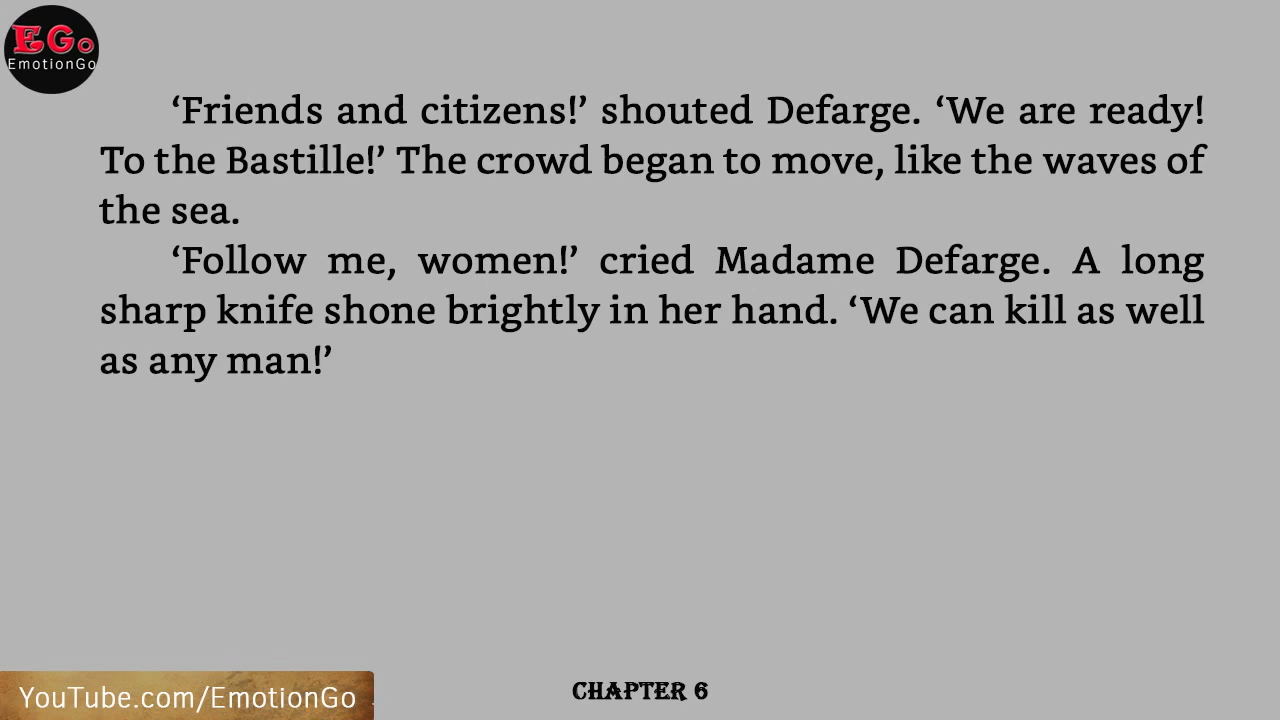 EGo
EmotionGo
‘Friends and citizens!’ shouted Defarge. ‘We are ready!
To the Bastille!’ The crowd began to move, like the waves of
the sea.
‘Follow me, women!’ cried Madame Defarge. A long
sharp knife shone brightly in her hand. ‘We can kill as well
as any man!’
YouTube.com/EmotionGo
CHAPTER 6